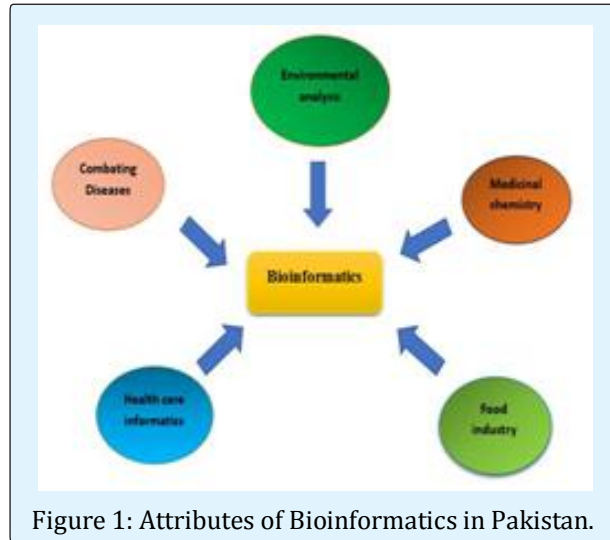 Environmental
analysis
Combating
Diseases
Medicinal
chemistry
Bioinformatics
Health care
informatics
Food
industry
Figure 1: Attributes of Bioinformatics in Pakistan.